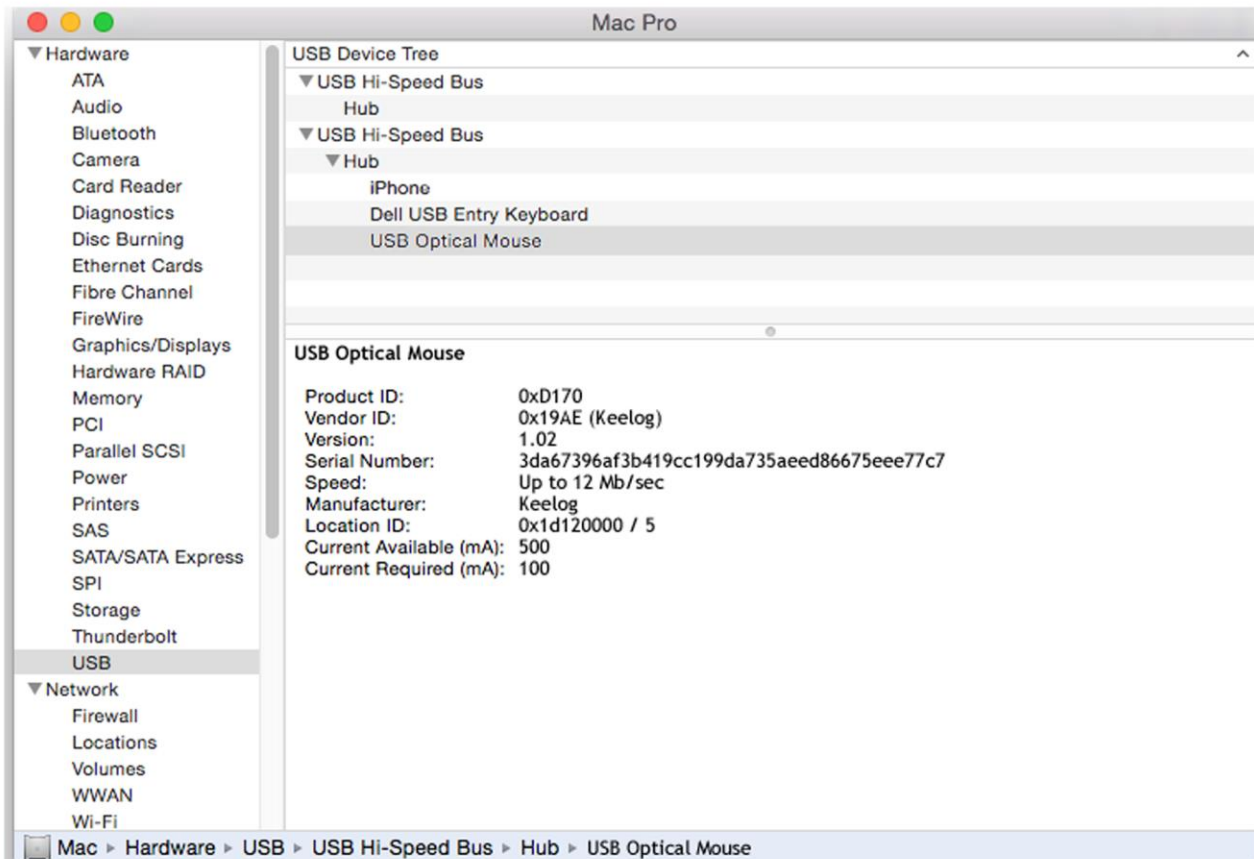 Mac Pro
Hardware
ATA
Audio
Bluetooth
Camera
Card Reader
Diagnostics
Disc Burning
Ethernet Cards
Fibre Channel
FireWire
Graphics/Displays
Hardware RAID
Memory
PCI
Parallel SCSI
Power
Printers
SAS
SATA/SATA Express
SPI
Storage
Thunderbolt
USB
Network
Firewall
Locations
Volumes
WWAN
Wi-Fi
USB Device Tree
USB Hi-Speed Bus
Hub
USB Hi-Speed Bus
Hub
iPhone
Dell USB Entry Keyboard
USB Optical Mouse
USB Optical Mouse
Product ID: 0xD170
Vendor ID: 0x19AE (Keelog)
Version: 1.02
Serial Number: 3da67396af3b419cc199da735aeed86675eee77c7
Speed: Up to 12 Mb/sec
Manufacturer: Keelog
Location ID: 0x1d120000 / 5
Current Available (mA): 500
Current Required (mA): 100
Mac ▸ Hardware ▸ USB ▸ USB Hi-Speed Bus ▸ Hub ▸ USB Optical Mouse